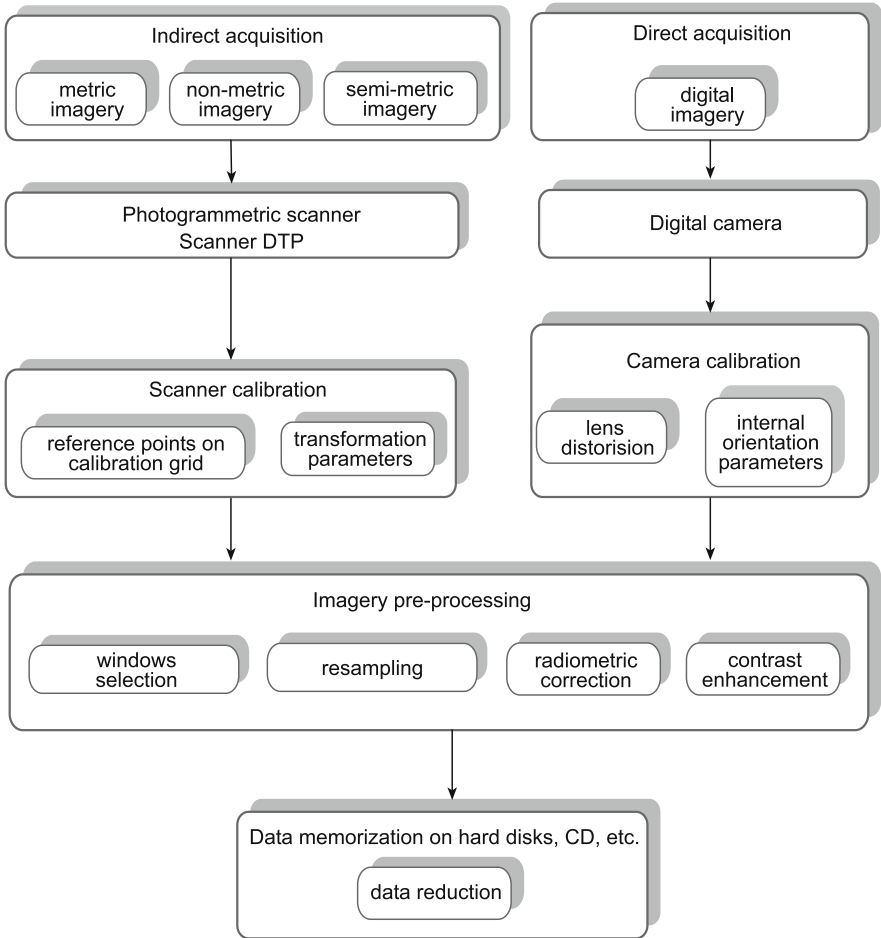 Indirect acquisition
metric
imagery
non-metric
imagery
semi-metric
imagery
Direct acquisition
digital
imagery
Photogrammetric scanner
Scanner DTP
Digital camera
Scanner calibration
reference points on
calibration grid
transformation
parameters
Camera calibration
lens
distorision
internal
orientation
parameters
Imagery pre-processing
windows
selection
resampling
radiometric
correction
contrast
enhancement
Data memorization on hard disks, CD, etc.
data reduction